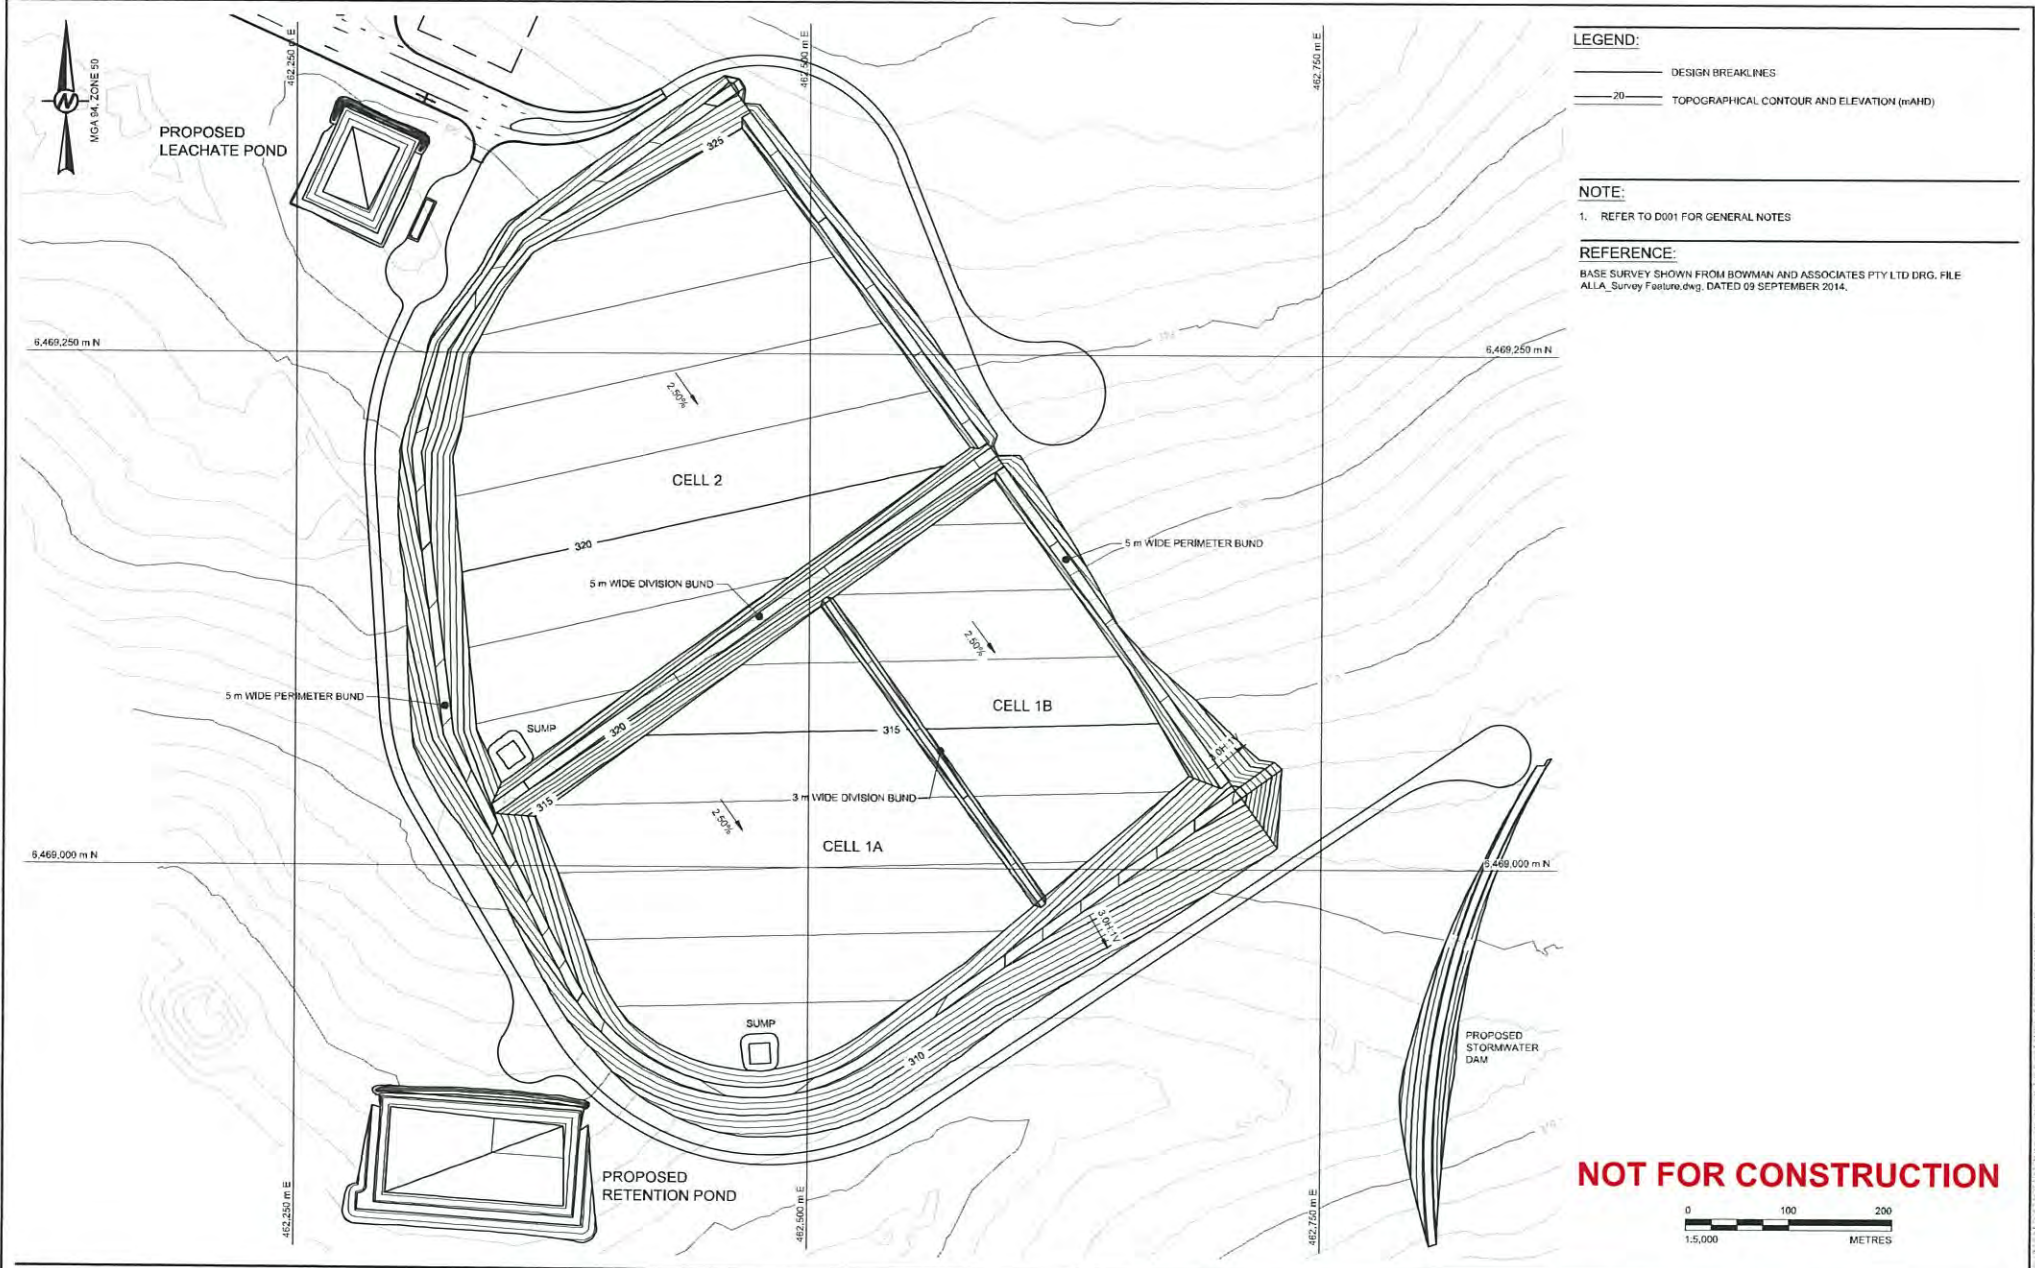 MGA 94, ZONE 50
462,250 m E
462,500 m E
462,750 m E
PROPOSED
LEACHATE POND
325
6,469,250 m N
6,469,250 m N
2.50%
CELL 2
320
5 m WIDE DIVISION BUND
5 m WIDE PERIMETER BUND
2.50%
5 m WIDE PERIMETER BUND
CELL 1B
SUMP
320
315
3.0H:1V
315
3 m WIDE DIVISION BUND
2.50%
CELL 1A
6,469,000 m N
6,469,000 m N
3.0H:1V
SUMP
310
PROPOSED
STORMWATER
DAM
PROPOSED
RETENTION POND
462,250 m E
462,500 m E
462,750 m E
LEGEND:
DESIGN BREAKLINES
20
TOPOGRAPHICAL CONTOUR AND ELEVATION (mAHD)
NOTE:
1. REFER TO D001 FOR GENERAL NOTES
REFERENCE:
BASE SURVEY SHOWN FROM BOWMAN AND ASSOCIATES PTY LTD DRG. FILE
ALLA_Survey Feature.dwg, DATED 09 SEPTEMBER 2014.
NOT FOR CONSTRUCTION
0 100 200
1:5,000 METRES